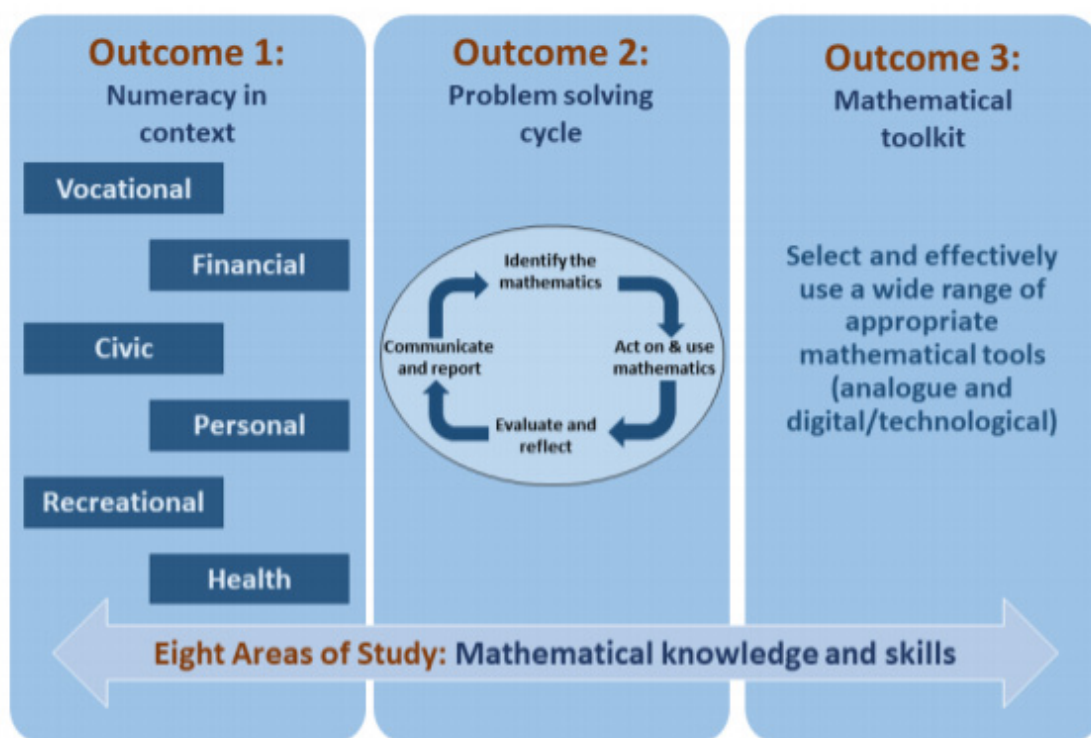 Outcome 1:
Numeracy in
context
Vocational
Financial
Civic
Personal
Recreational
Health
Outcome 2:
Problem solving
cycle
Identify the
mathematics
Act on & use
mathematics
Evaluate and
reflect
Communicate
and report
Outcome 3:
Mathematical
toolkit
Select and effectively
use a wide range of
appropriate
mathematical tools
(analogue and
digital/technological)
Eight Areas of Study: Mathematical knowledge and skills